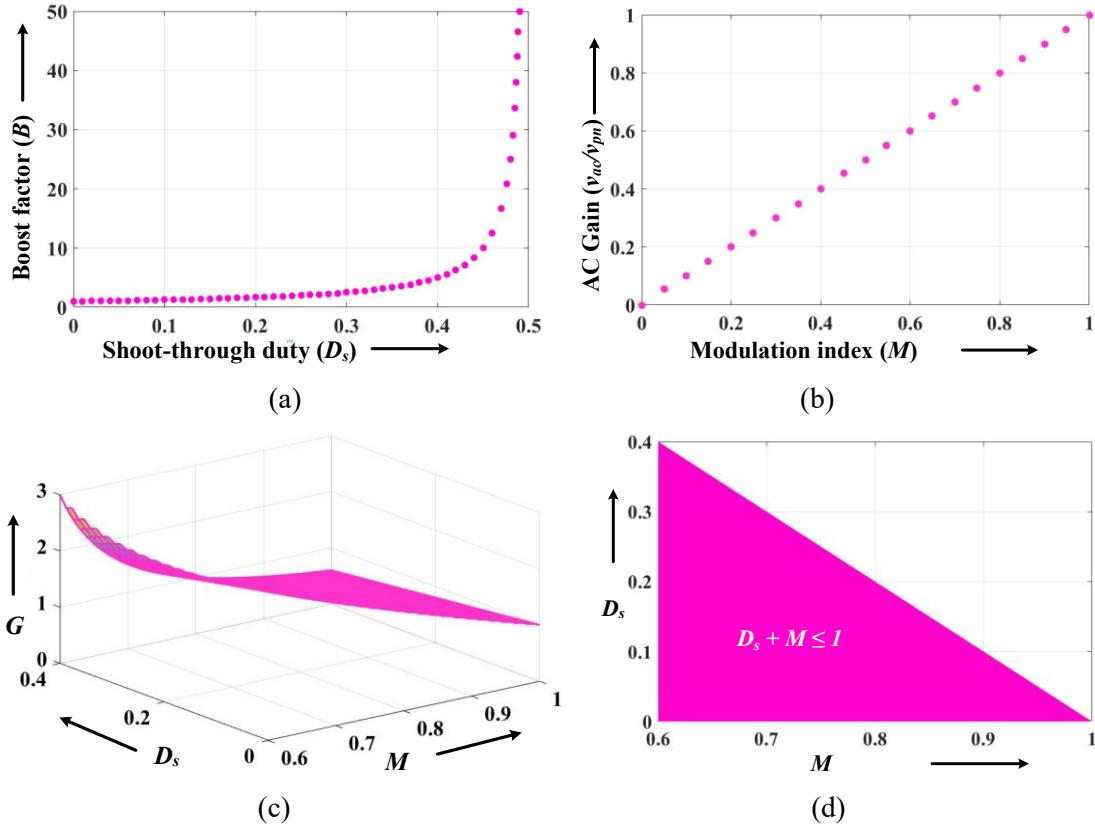 50
40
30
20
10
0
Boost factor (B)
0 0.1 0.2 0.3 0.4 0.5
Shoot-through duty (Ds)
(a)
1
0.8
0.6
0.4
0.2
0
AC Gain (vac/vpn)
0 0.2 0.4 0.6 0.8 1
Modulation index (M)
(b)
3
2
1
0
G
0.4
0.2
0
Ds
0.6
0.7
0.8
0.9
1
M
(c)
0.4
0.3
0.2
0.1
0
Ds
Ds + M ≤ 1
0.6 0.7 0.8 0.9 1
M
(d)